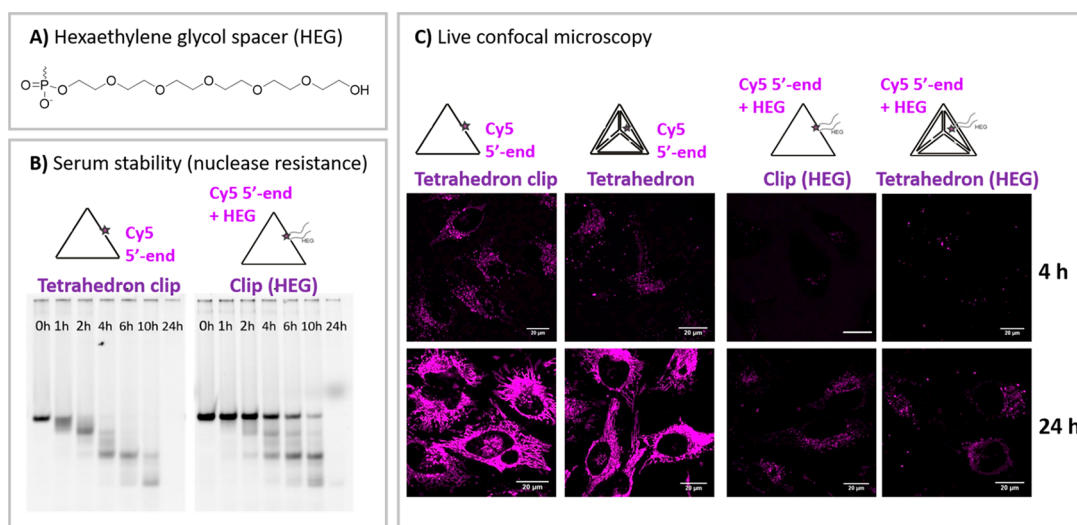 A) Hexaethylene glycol spacer (HEG)
O=P-O
O-
O O O O O OH
B) Serum stability (nuclease resistance)
Cy5 5’-end
+ HEG
Cy5
5’-end
HEG
Tetrahedron clip Clip (HEG)
0h 1h 2h 4h 6h 10h 24h 0h 1h 2h 4h 6h 10h 24h
C) Live confocal microscopy
Cy5 5’-end
+ HEG
Cy5 5’-end
+ HEG
Cy5
5’-end
Cy5
5’-end
HEG
HEG
Tetrahedron clip Tetrahedron Clip (HEG) Tetrahedron (HEG)
4 h
20 µm 20 µm 20 µm
24 h
20 µm 20 µm 20 µm 20 µm